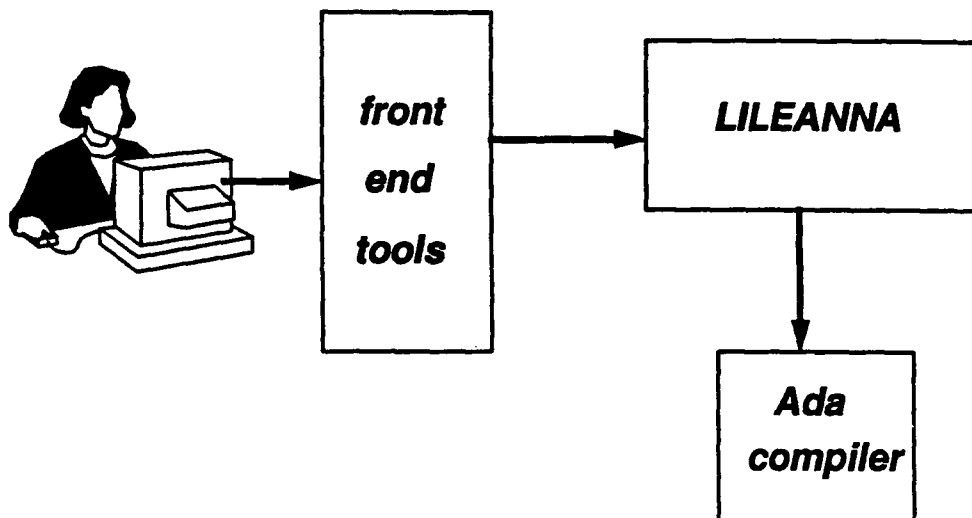 front
end
tools
LILEANNA
Ada
compiler